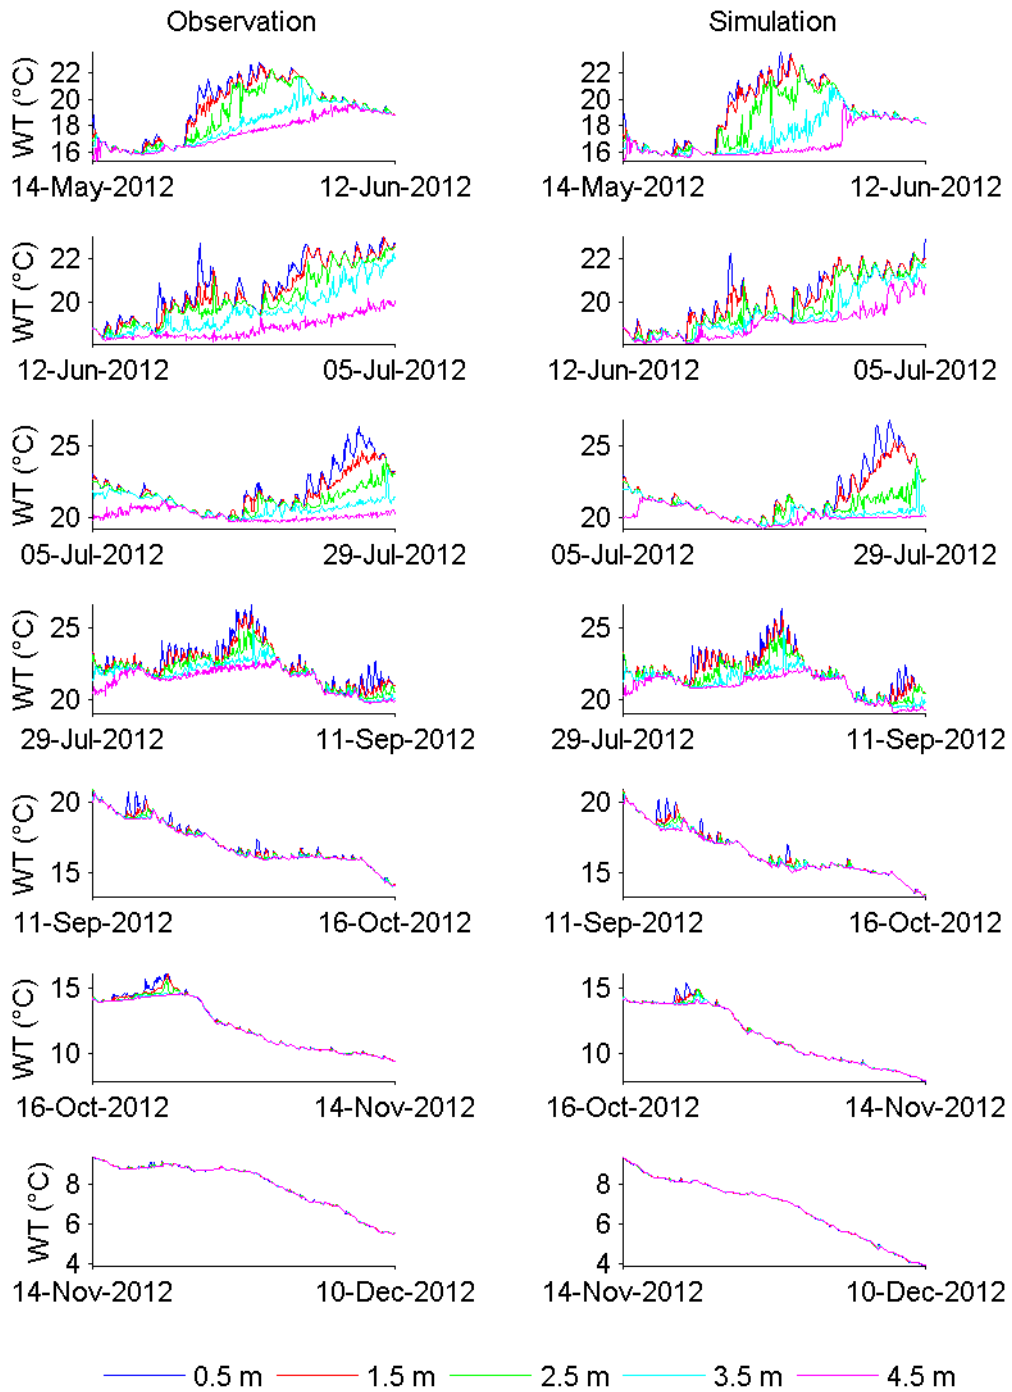 Observation Simulation
WT (°C) 22 20 18 16 22 20 18 16
14-May-2012 12-Jun-2012 14-May-2012 12-Jun-2012
WT (°C) 22 20 22 20
12-Jun-2012 05-Jul-2012 12-Jun-2012 05-Jul-2012
WT (°C) 25 20 25 20
05-Jul-2012 29-Jul-2012 05-Jul-2012 29-Jul-2012
WT (°C) 25 20 25 20
29-Jul-2012 11-Sep-2012 29-Jul-2012 11-Sep-2012
WT (°C) 20 15 20 15
11-Sep-2012 16-Oct-2012 11-Sep-2012 16-Oct-2012
WT (°C) 15 10 15 10
16-Oct-2012 14-Nov-2012 16-Oct-2012 14-Nov-2012
WT (°C) 8 6 4 8 6 4
14-Nov-2012 10-Dec-2012 14-Nov-2012 10-Dec-2012
0.5 m 1.5 m 2.5 m 3.5 m 4.5 m